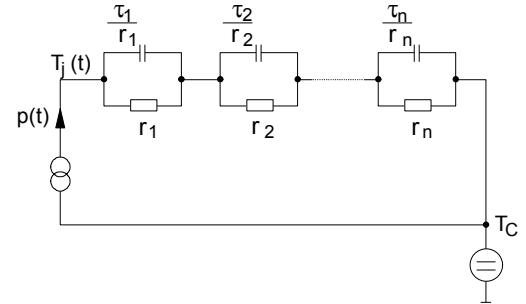 τ1 τ2 τn
r1 r2 rn
Tj (t)
p(t)
r1 r2 rn
TC